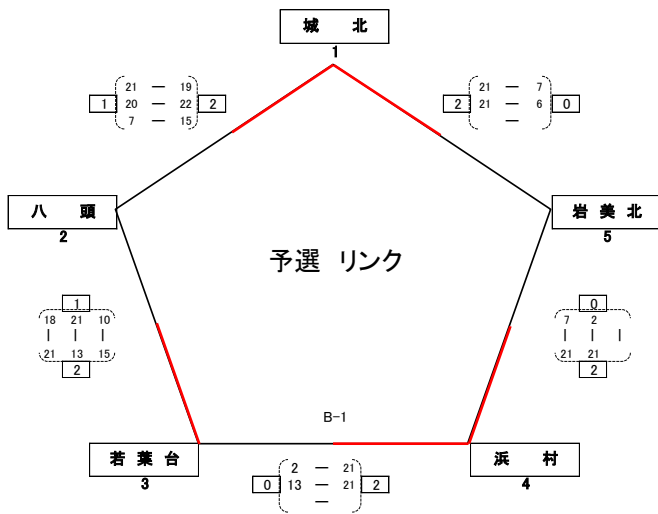 城 北
1
21 — 19
1 20 — 22 2
7 — 15
21 — 7
2 21 — 6 0
—
八 頭
2
岩 美 北
5
予選 リンク
1
18 21 10
| | |
21 13 15
2
0
7 2
| | |
21 21
2
B-1
若 葉 台
3
2 — 21
0 13 — 21 2
—
浜 村
4